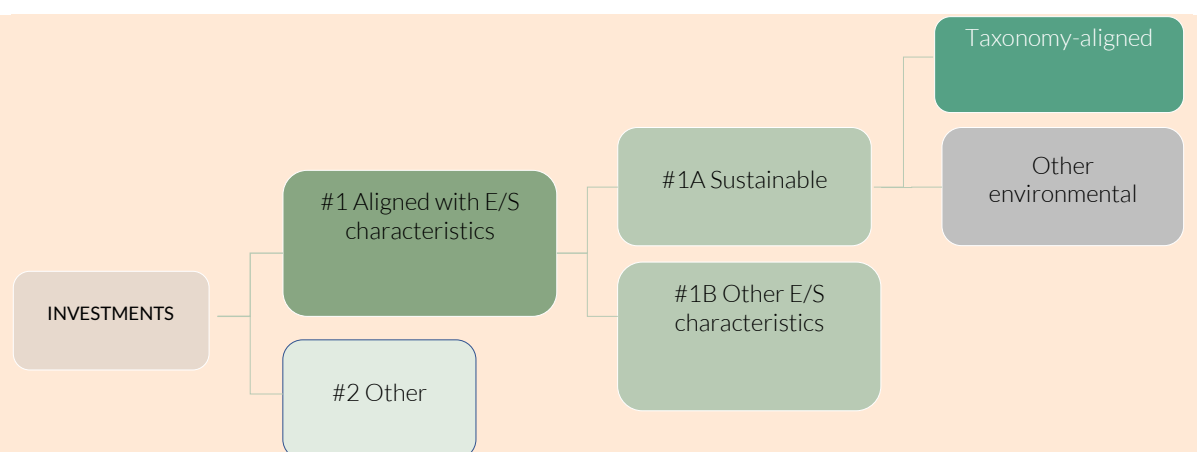 Taxonomy-aligned
#1A Sustainable
Other
environmental
#1 Aligned with E/S
characteristics
#1B Other E/S
characteristics
INVESTMENTS
#2 Other